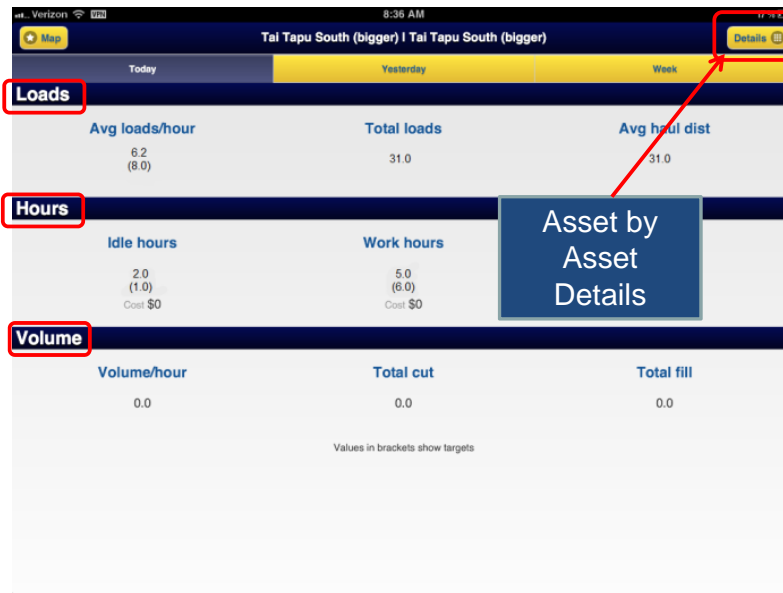 Verizon VPN 8:36 AM
Map Tai Tapu South (bigger) I Tai Tapu South (bigger) Details
Today Yesterday Week
Loads
Avg loads/hour Total loads Avg haul dist
6.2 31.0 31.0
(8.0)
Hours
Idle hours Work hours
2.0 5.0
(1.0) (6.0)
Cost $0 Cost $0
Asset by
Asset
Details
Volume
Volume/hour Total cut Total fill
0.0 0.0 0.0
Values in brackets show targets